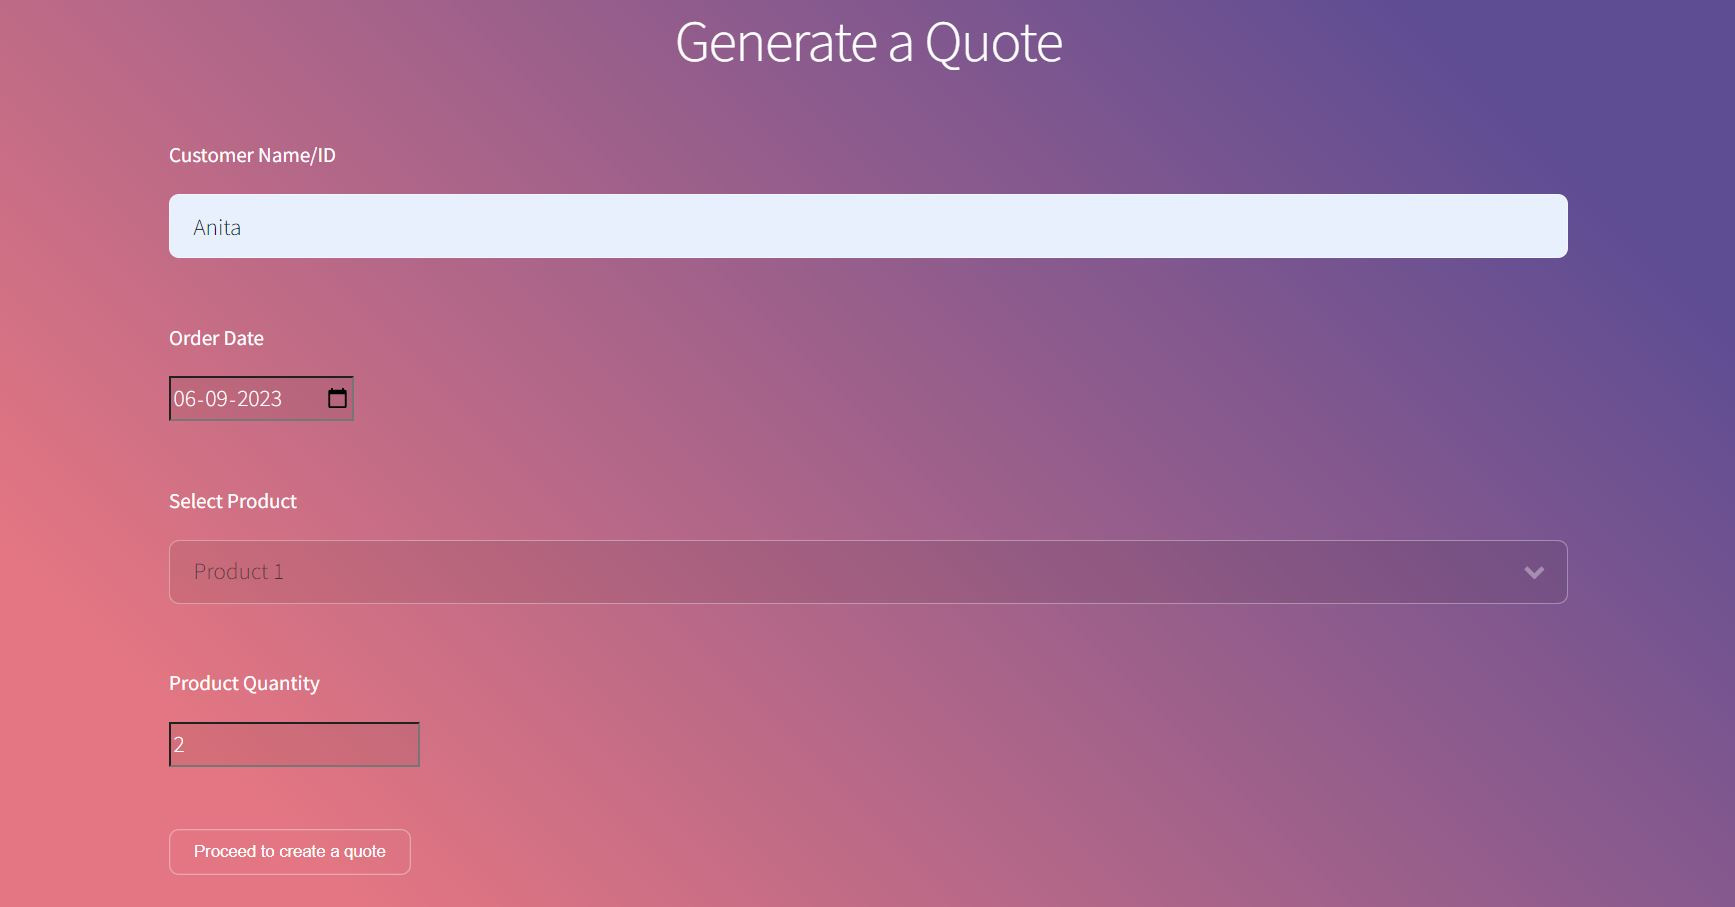 Generate a Quote
Customer Name/ID
Anita
Order Date
06-09-2023
Select Product
Product 1
Product Quantity
2
Proceed to create a quote